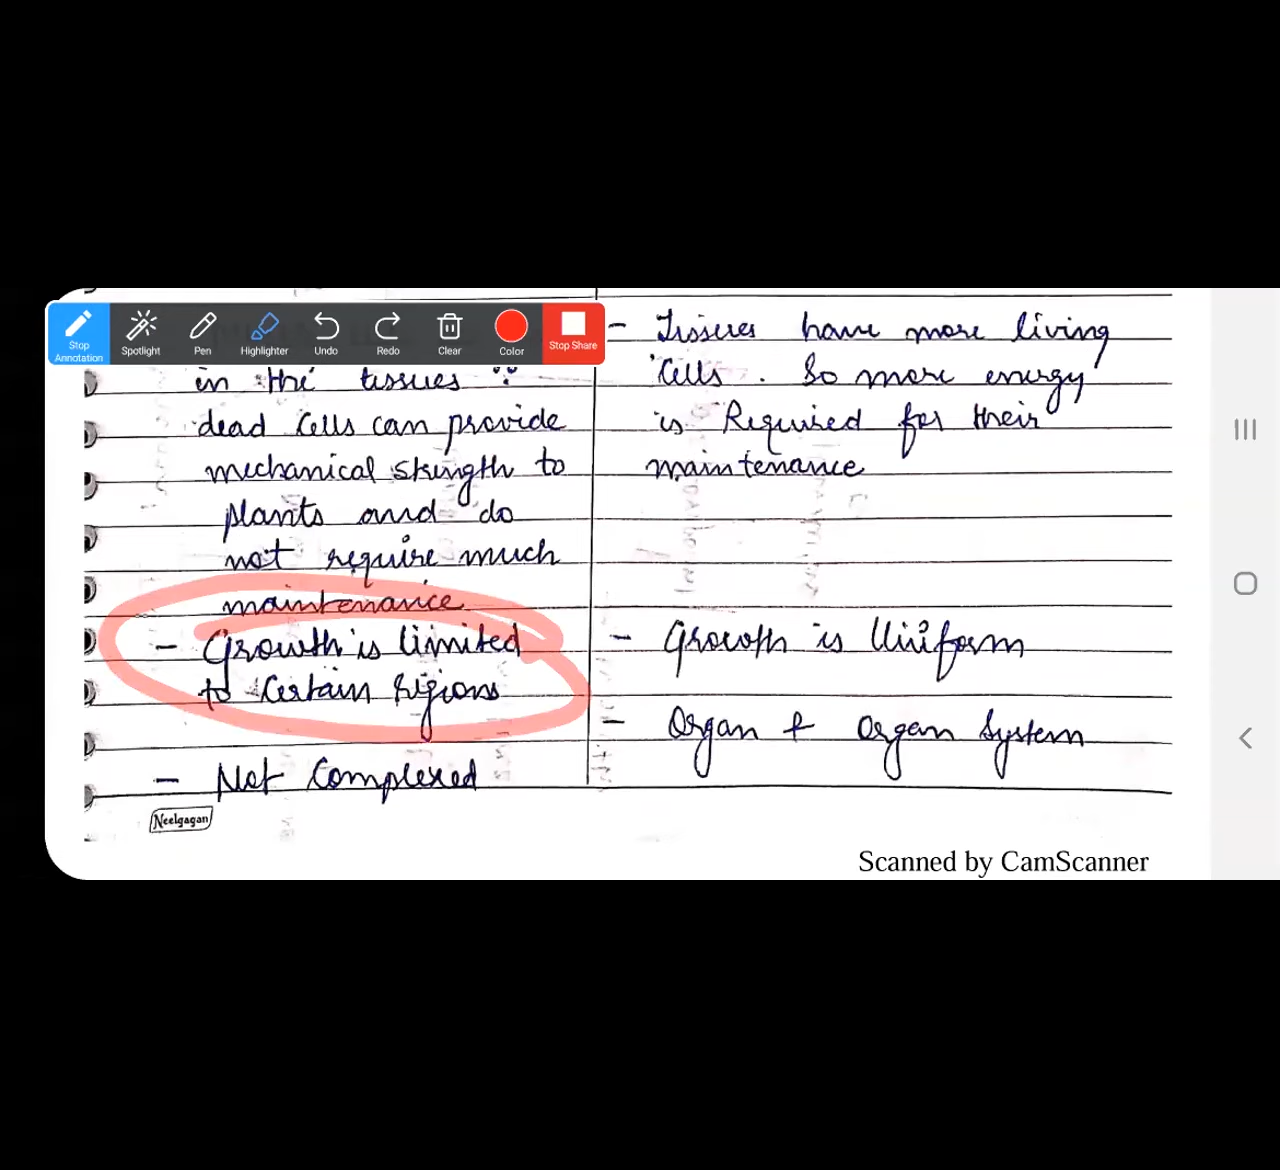 Stop Annotation
Spotlight
Pen
Highlighter
Undo
Redo
Clear
Color
Stop Share
in the tissues ∵
dead Cells can provide
mechanical strength to
plants and do
not require much
maintenance
- Growth is limited
to Certain regions
- Not Complexed
- Tissues have more living
Cells . So more energy
is Required for their
maintenance
- Growth is Uniform
- Organ & Organ System
Neelgagan
Scanned by CamScanner